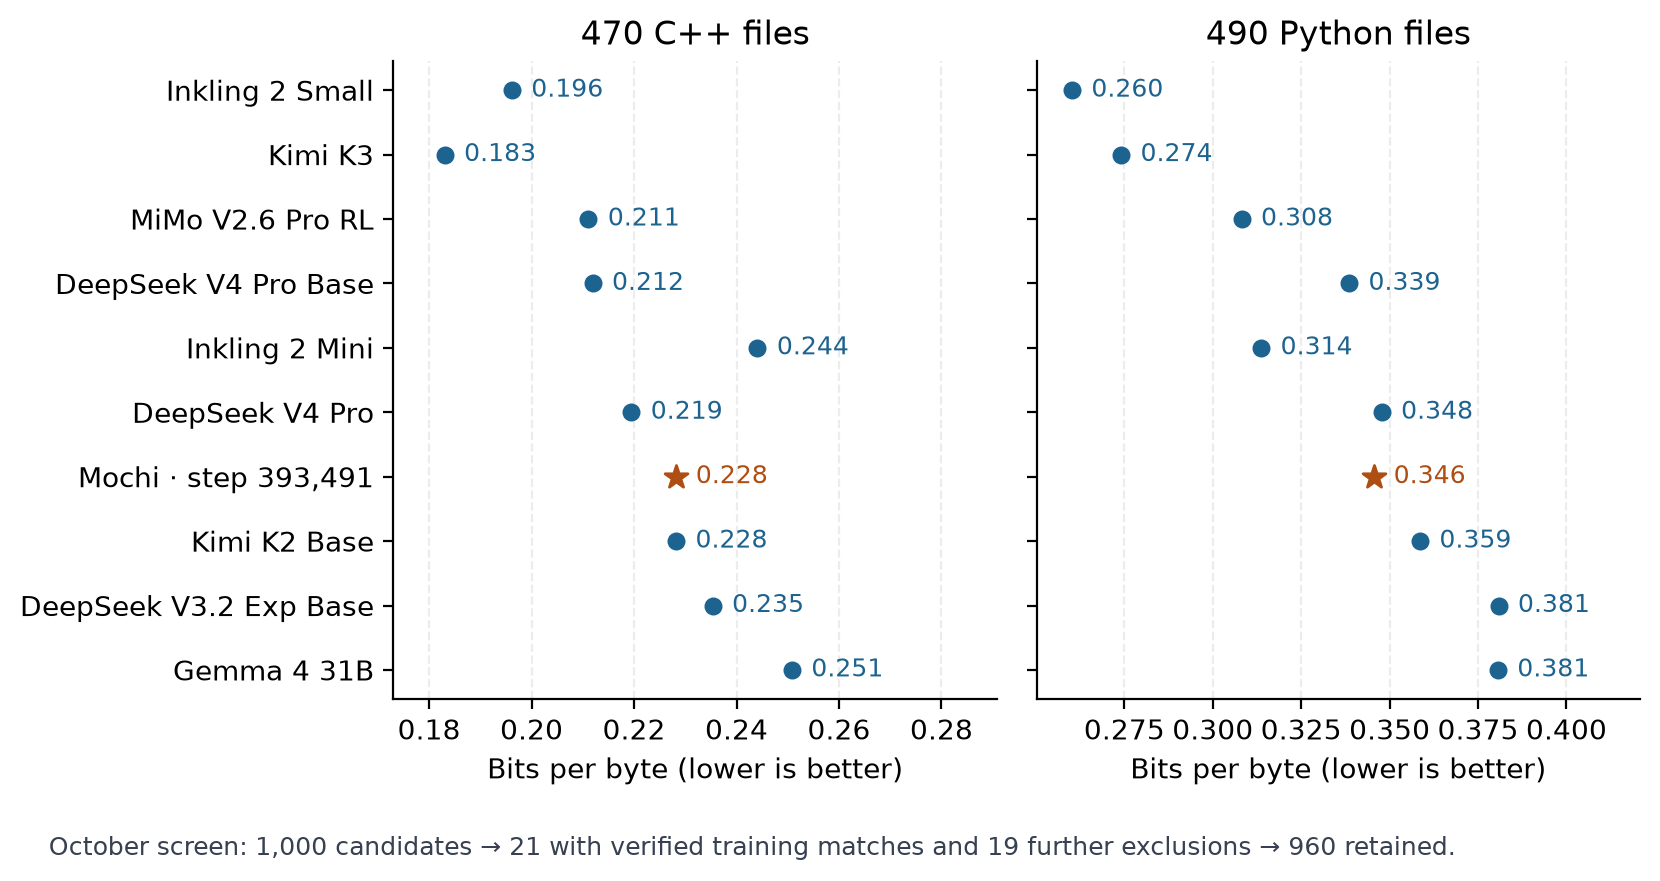 470 C++ files
490 Python files
Inkling 2 Small
0.196
0.260
Kimi K3
0.183
0.274
MiMo V2.6 Pro RL
0.211
0.308
DeepSeek V4 Pro Base
0.212
0.339
Inkling 2 Mini
0.244
0.314
DeepSeek V4 Pro
0.219
0.348
Mochi · step 393,491
0.228
0.346
Kimi K2 Base
0.228
0.359
DeepSeek V3.2 Exp Base
0.235
0.381
Gemma 4 31B
0.251
0.381
0.18 0.20 0.22 0.24 0.26 0.28
0.275 0.300 0.325 0.350 0.375 0.400
Bits per byte (lower is better)
Bits per byte (lower is better)
October screen: 1,000 candidates → 21 with verified training matches and 19 further exclusions → 960 retained.